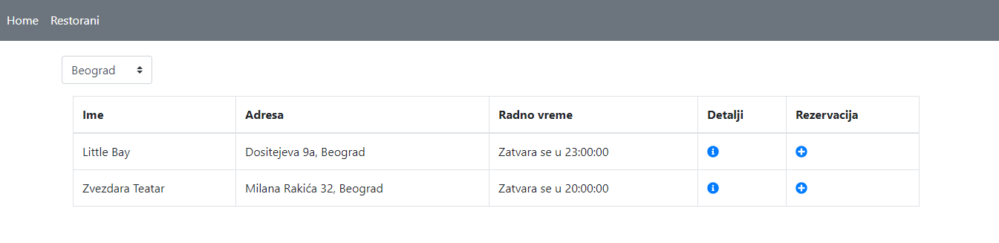 Home Restorani
Beograd
Ime Adresa Radno vreme Detalji Rezervacija
Little Bay Dositejeva 9a, Beograd Zatvara se u 23:00:00
Zvezdara Teatar Milana Rakića 32, Beograd Zatvara se u 20:00:00